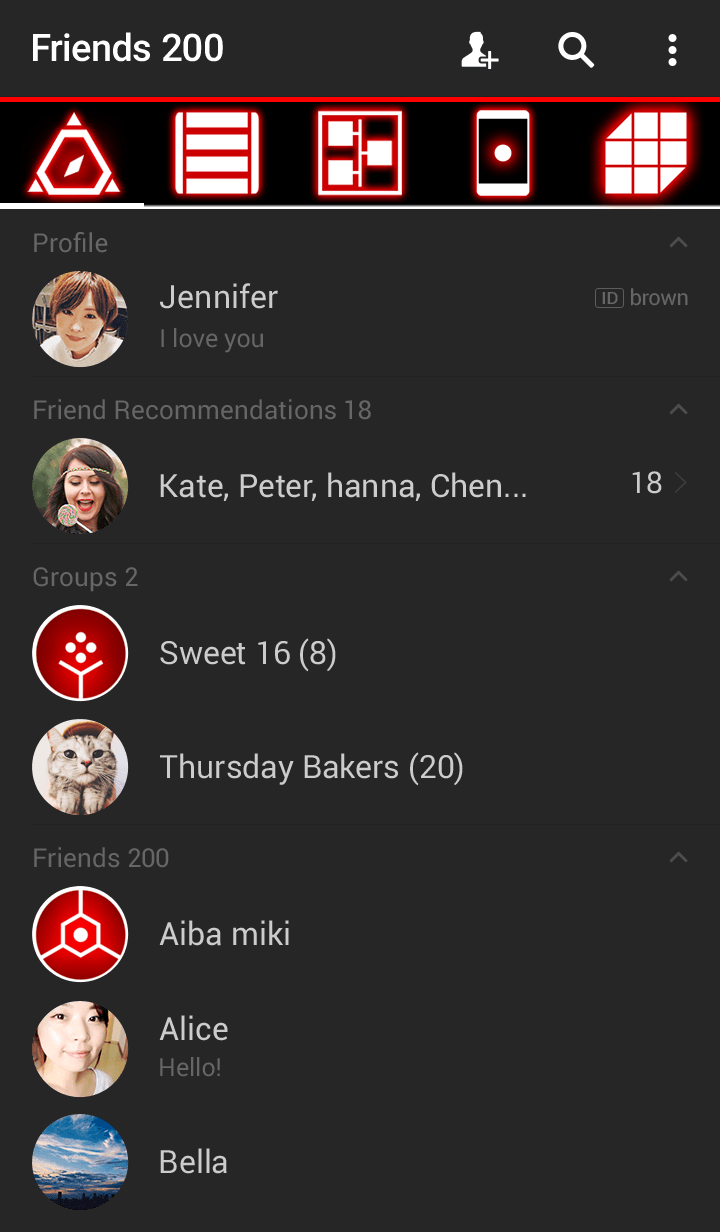 Friends 200
Profile
Jennifer
ID brown
I love you
Friend Recommendations 18
Kate, Peter, hanna, Chen...
18
Groups 2
Sweet 16 (8)
Thursday Bakers (20)
Friends 200
Aiba miki
Alice
Hello!
Bella